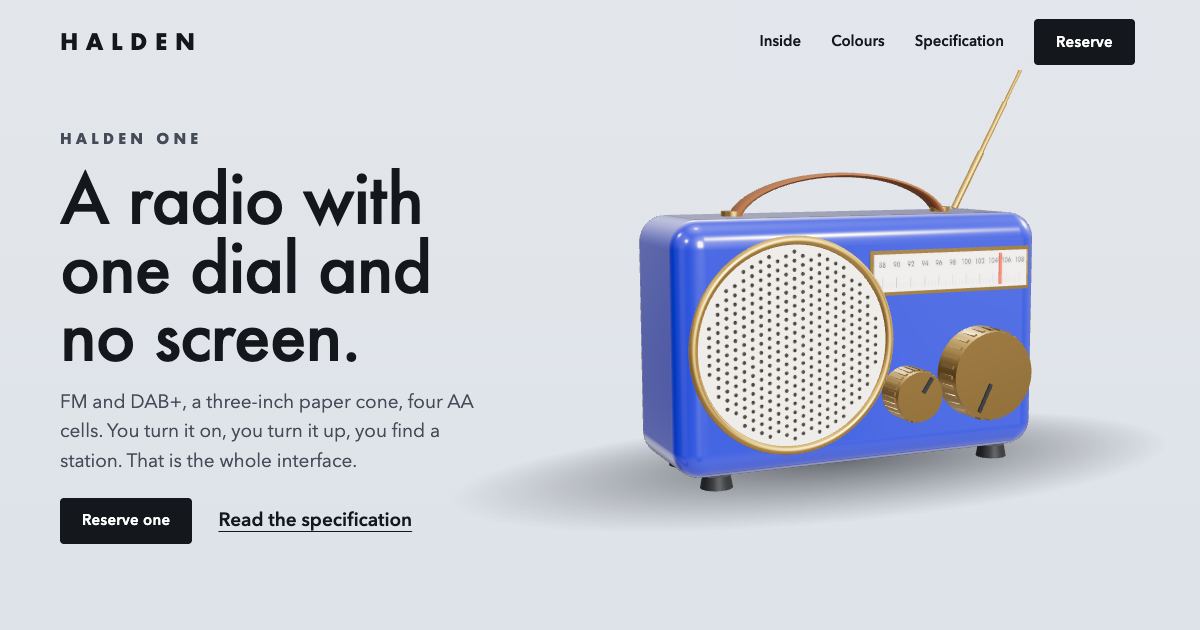 HALDEN
Inside Colours Specification Reserve
HALDEN ONE
A radio with
one dial and
no screen.
88 90 92 94 96 98 100 102 104 106 108
FM and DAB+, a three-inch paper cone, four AA
cells. You turn it on, you turn it up, you find a
station. That is the whole interface.
Reserve one Read the specification